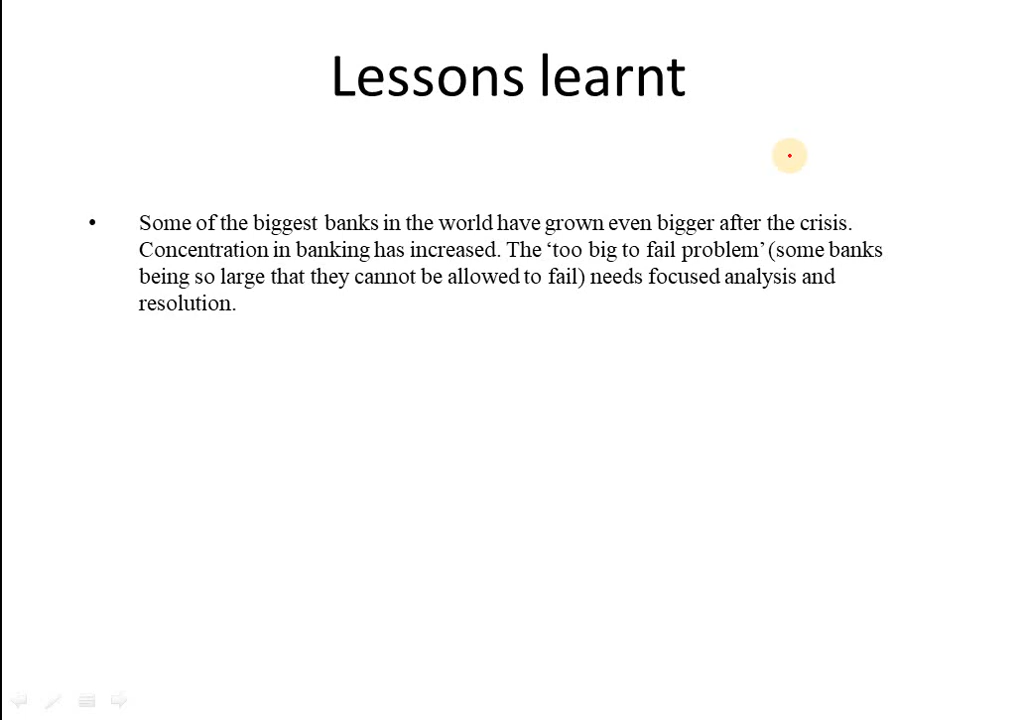 Lessons learnt
• Some of the biggest banks in the world have grown even bigger after the crisis.
Concentration in banking has increased. The ‘too big to fail problem’ (some banks
being so large that they cannot be allowed to fail) needs focused analysis and
resolution.